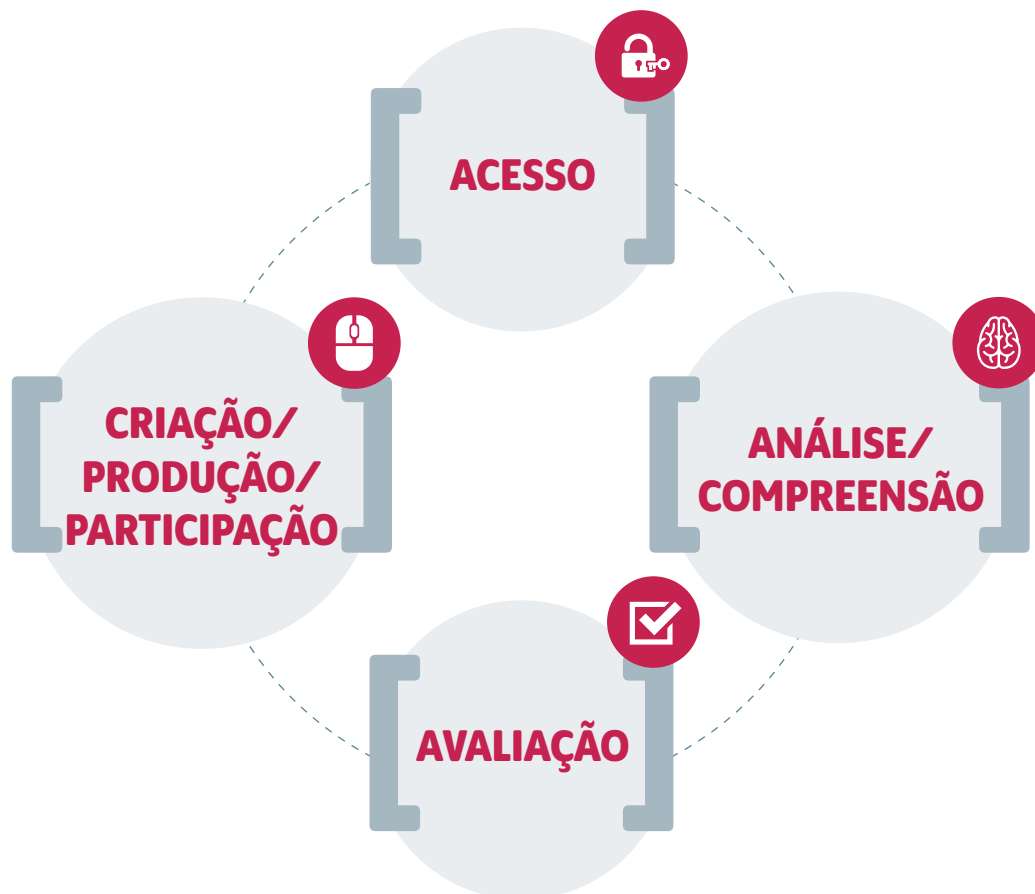 ACESSO
CRIAÇÃO/
PRODUÇÃO/
PARTICIPAÇÃO
ANÁLISE/
COMPREENSÃO
AVALIAÇÃO